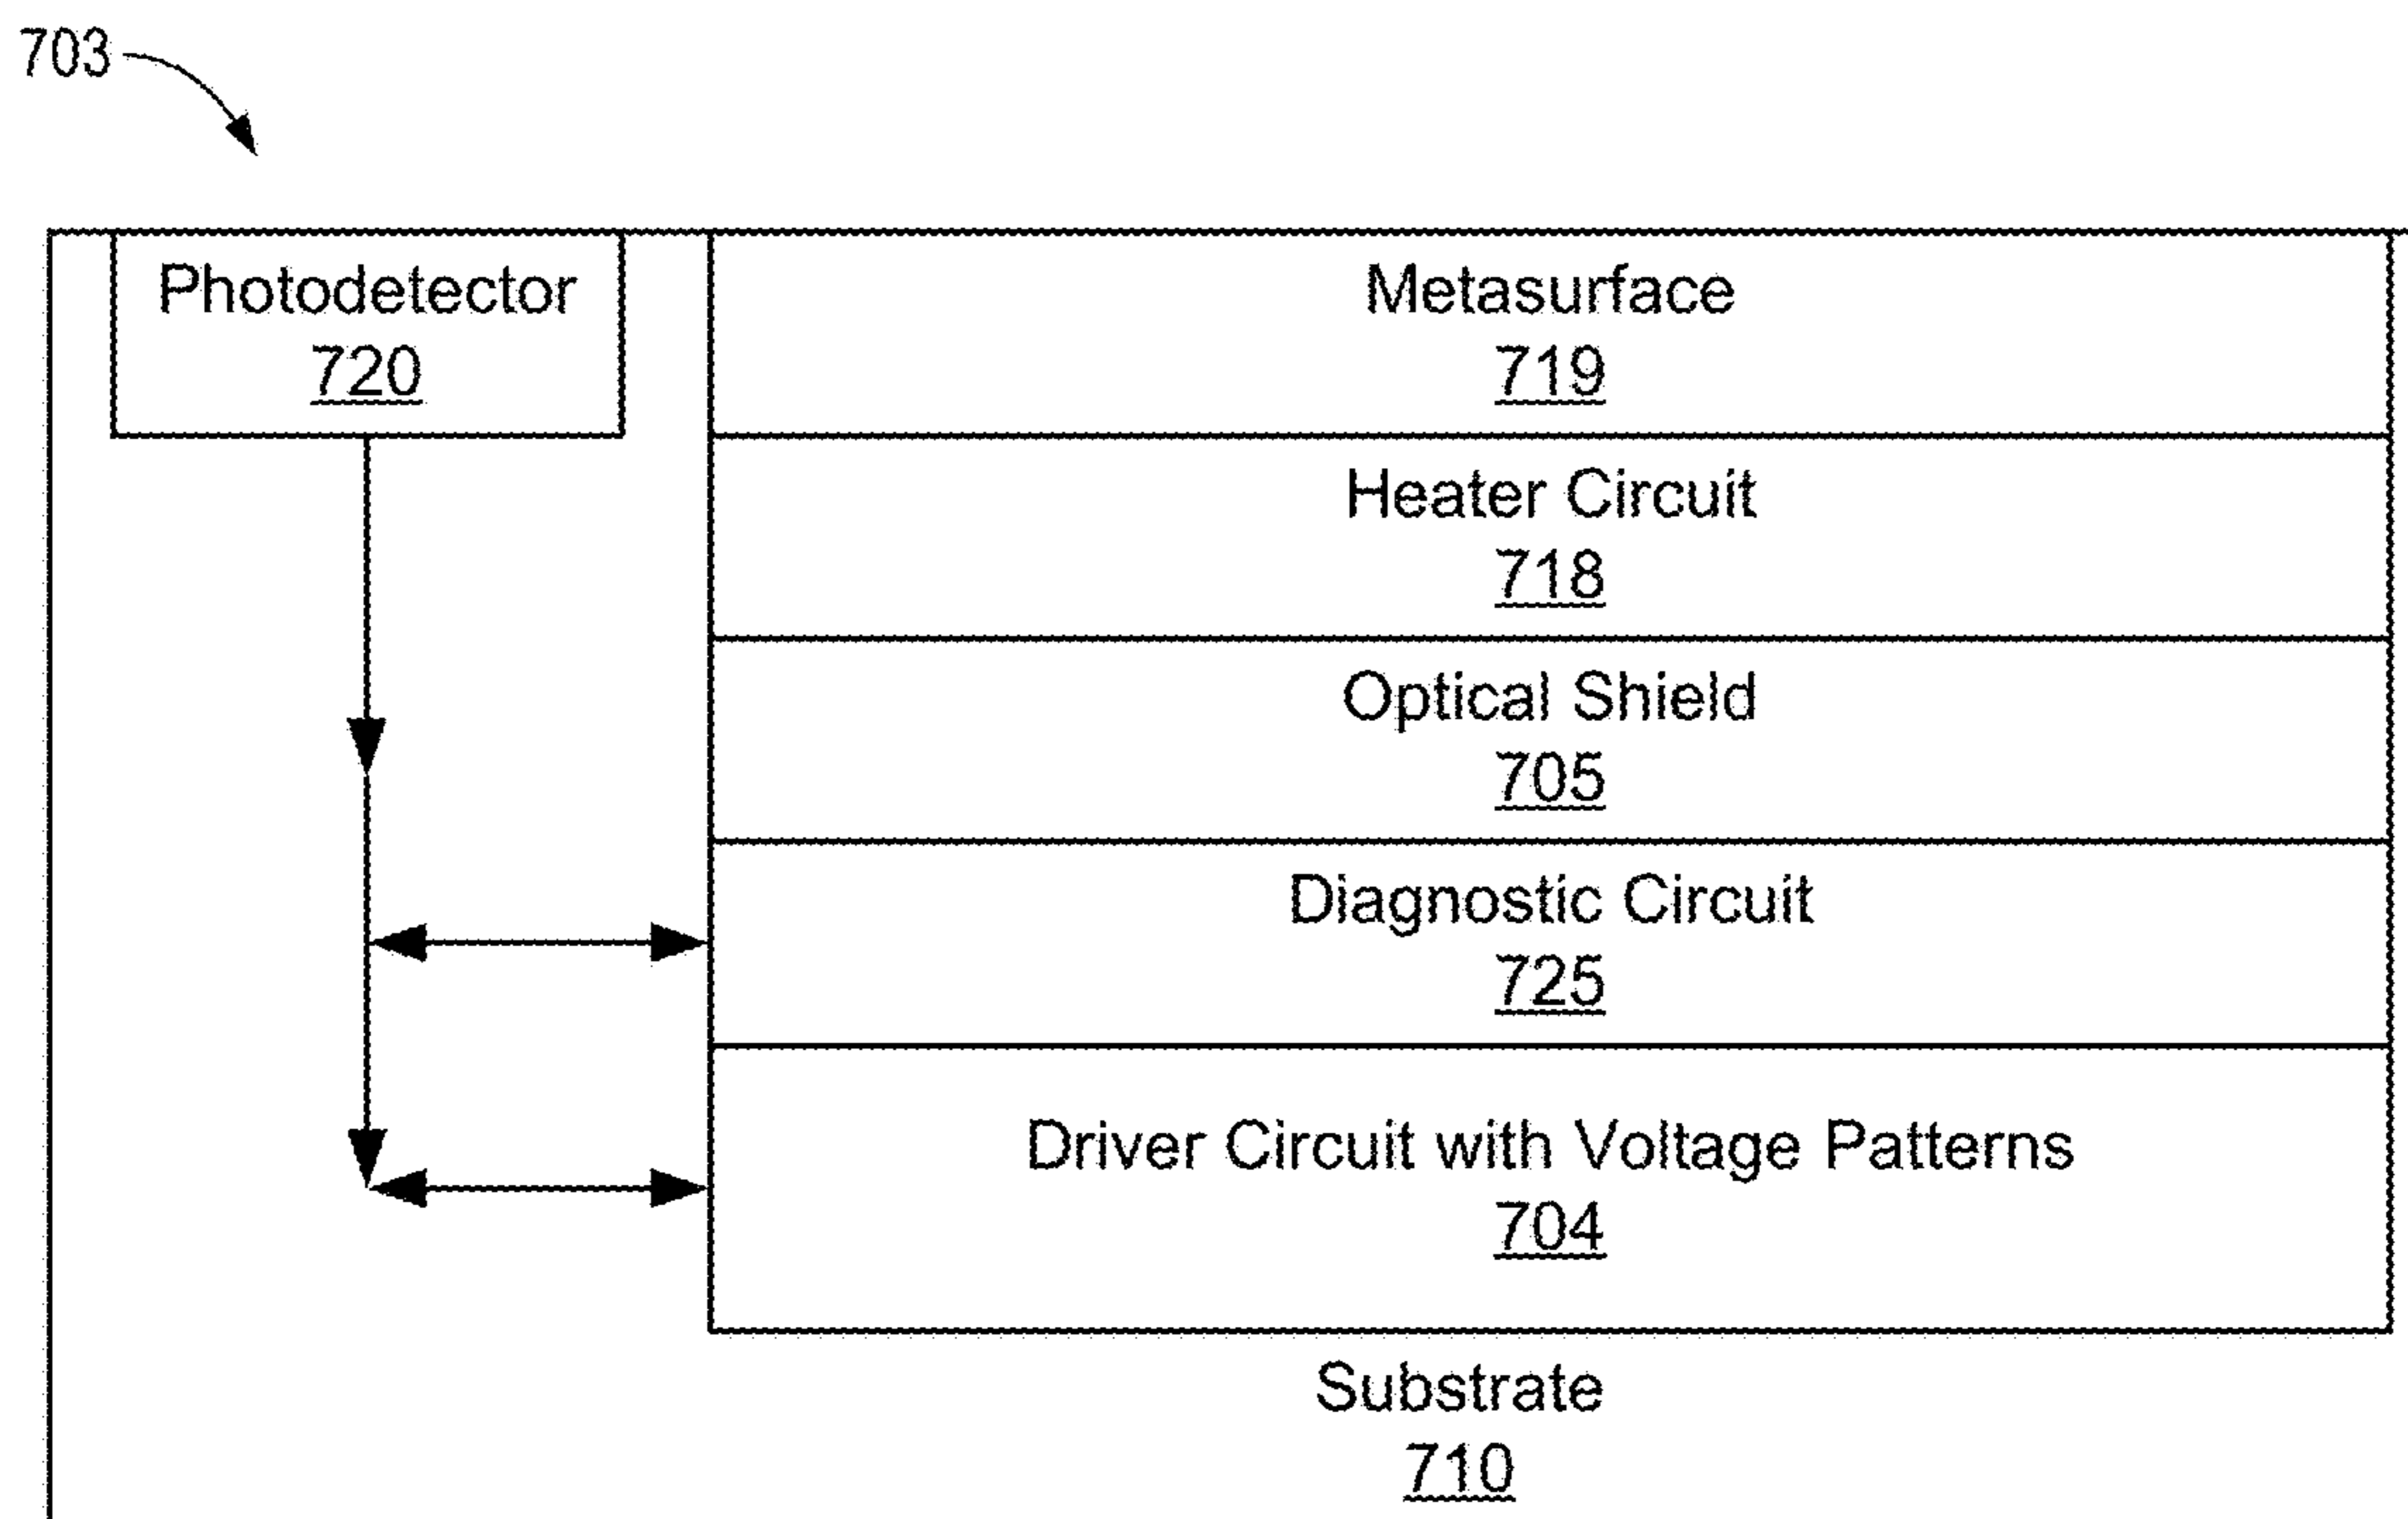 703
Photodetector
720
Metasurface
719
Heater Circuit
718
Optical Shield
705
Diagnostic Circuit
725
Driver Circuit with Voltage Patterns
704
Substrate
710